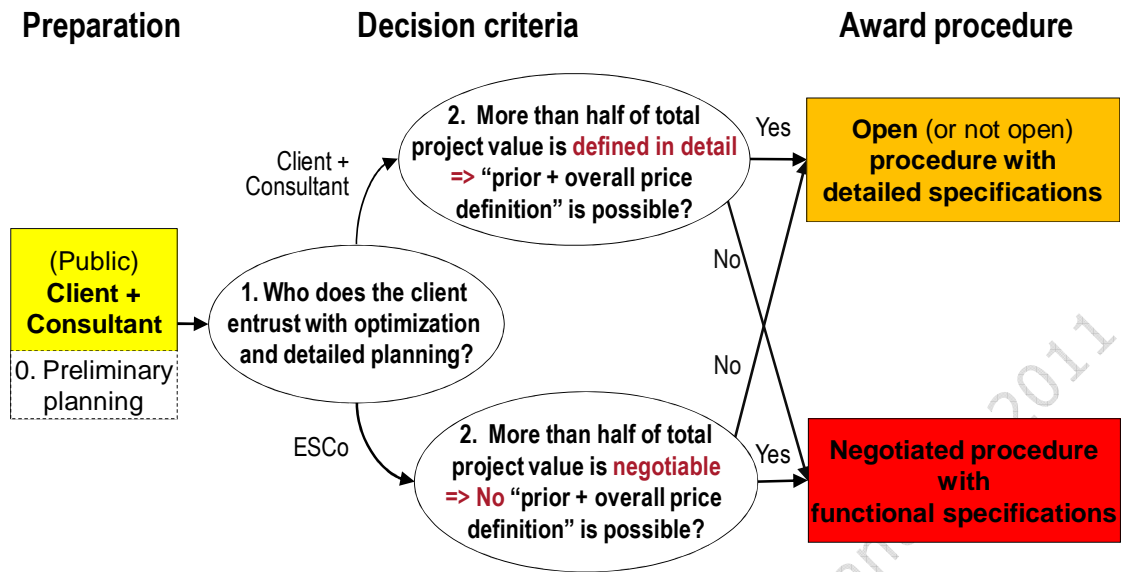 Preparation
Decision criteria
Award procedure
(Public)
Client +
Consultant
0. Preliminary
planning
1. Who does the client
entrust with optimization
and detailed planning?
Client +
Consultant
ESCo
2. More than half of total
project value is defined in detail
=> “prior + overall price
definition” is possible?
2. More than half of total
project value is negotiable
=> No “prior + overall price
definition” is possible?
Yes
No
No
Yes
Open (or not open)
procedure with
detailed specifications
Negotiated procedure
with
functional specifications
2011